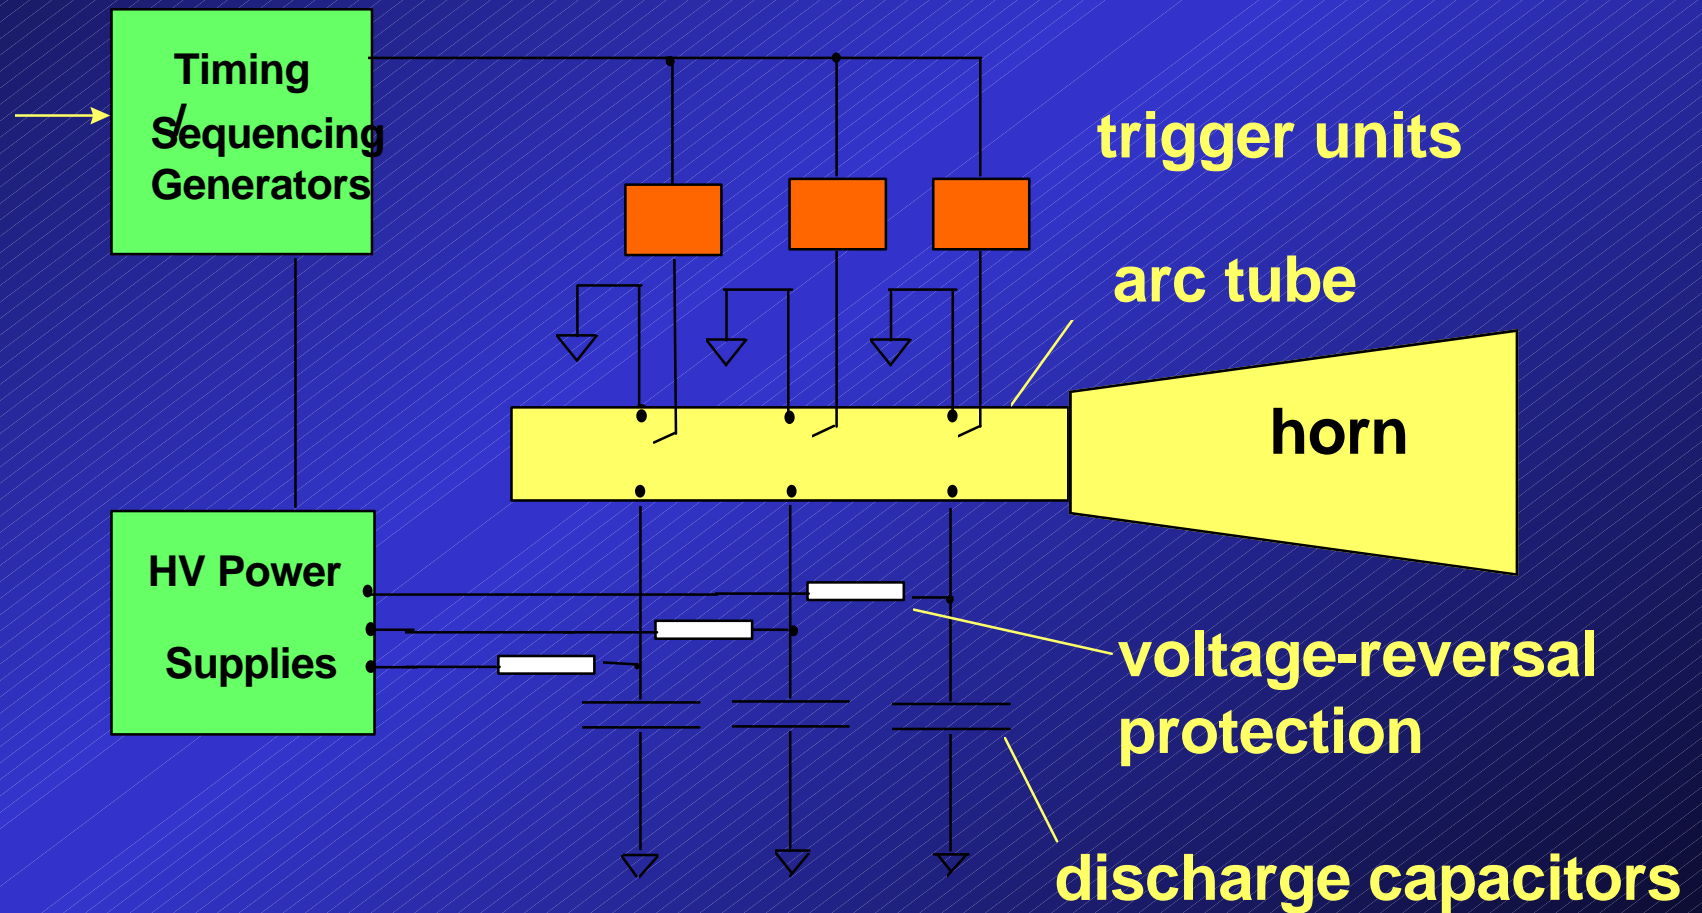 Timing
/
Sequencing
Generators
trigger units
arc tube
horn
HV Power
Supplies
voltage-reversal
protection
discharge capacitors